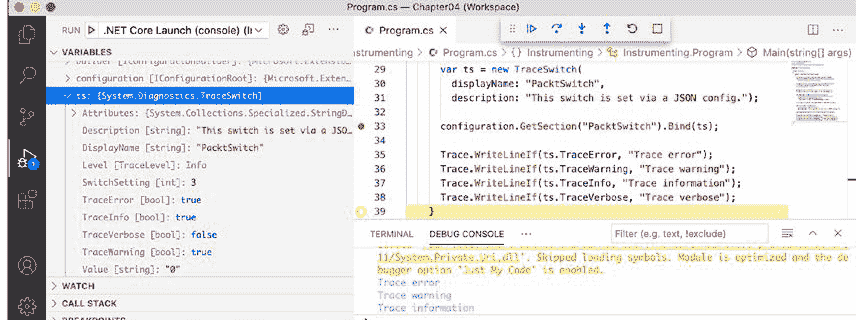 Program.cs — Chapter04 (Workspace)
RUN .NET Core Launch (console) (I
VARIABLES
builder [IConfigurationBuilder]: {Microsoft.Exten
configuration [IConfigurationRoot]: {Microsoft.Exten
ts: {System.Diagnostics.TraceSwitch}
Attributes: {System.Collections.Specialized.StringD
Description [string]: "This switch is set via a JSO…
DisplayName [string]: "PacktSwitch"
Level [TraceLevel]: Info
SwitchSetting [int]: 3
TraceError [bool]: true
TraceInfo [bool]: true
TraceVerbose [bool]: false
TraceWarning [bool]: true
Value [string]: "0"
WATCH
CALL STACK
BREAKPOINTS
1
Program.cs
Instrumenting > Program.cs > {} Instrumenting > Instrumenting.Program > Main(string[] args)
29 var ts = new TraceSwitch(
30 displayName: "PacktSwitch",
31 description: "This switch is set via a JSON config.");
32
33 configuration.GetSection("PacktSwitch").Bind(ts);
34
35 Trace.WriteLineIf(ts.TraceError, "Trace error");
36 Trace.WriteLineIf(ts.TraceWarning, "Trace warning");
37 Trace.WriteLineIf(ts.TraceInfo, "Trace information");
38 Trace.WriteLineIf(ts.TraceVerbose, "Trace verbose");
39 }
TERMINAL DEBUG CONSOLE ... Filter (e.g. text, !exclude)
11/System.Private.Uri.dll'. Skipped loading symbols. Module is optimized and the de
bugger option 'Just My Code' is enabled.
Trace error
Trace warning
Trace information